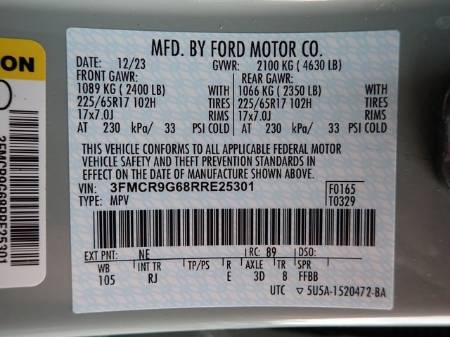 MFD. BY FORD MOTOR CO.
DATE: 12/23 GVWR: 2100 KG (4630 LB)
FRONT GAWR: REAR GAWR:
1089 KG (2400 LB) WITH 1066 KG (2350 LB) WITH
225/65R17 102H TIRES 225/65R17 102H TIRES
17x7.0J RIMS 17x7.0J RIMS
AT 230 kPa/ 33 PSI COLD AT 230 kPa/ 33 PSI COLD
THIS VEHICLE CONFORMS TO ALL APPLICABLE FEDERAL MOTOR
VEHICLE SAFETY AND THEFT PREVENTION STANDARDS IN
EFFECT ON THE DATE OF MANUFACTURE SHOWN ABOVE.
VIN: 3FMCR9G68RRE25301 F0165
TYPE: MPV T0329
EXT PNT: NE RC: 89 DSO:
WB INT TR TP/PS R AXLE TR S
105 RJ E 3D 8 FFBB
UTC ▽5U5A-1520472-BA